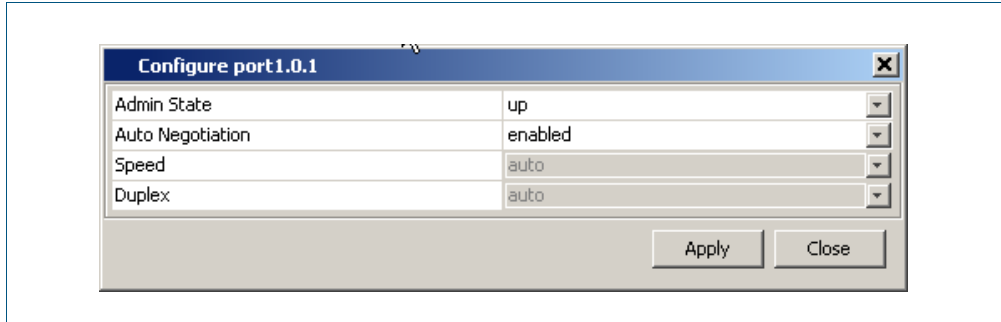 Configure port1.0.1
Admin State up
Auto Negotiation enabled
Speed auto
Duplex auto
Apply Close